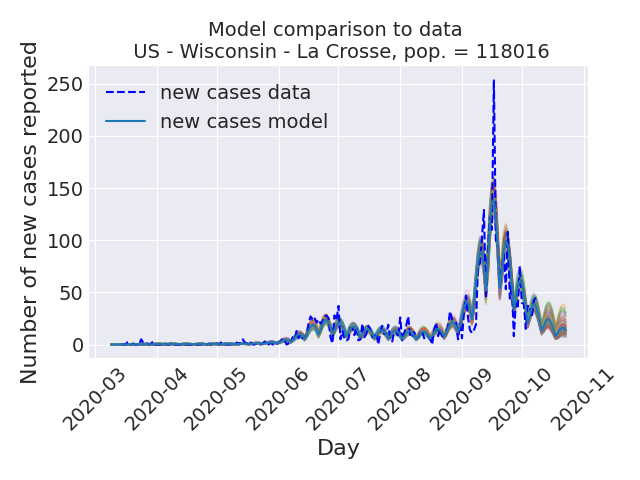 Model comparison to data
US - Wisconsin - La Crosse, pop. = 118016
Number of new cases reported
250
200
150
100
50
0
new cases data
new cases model
2020-03
2020-04
2020-05
2020-06
2020-07
2020-08
2020-09
2020-10
2020-11
Day